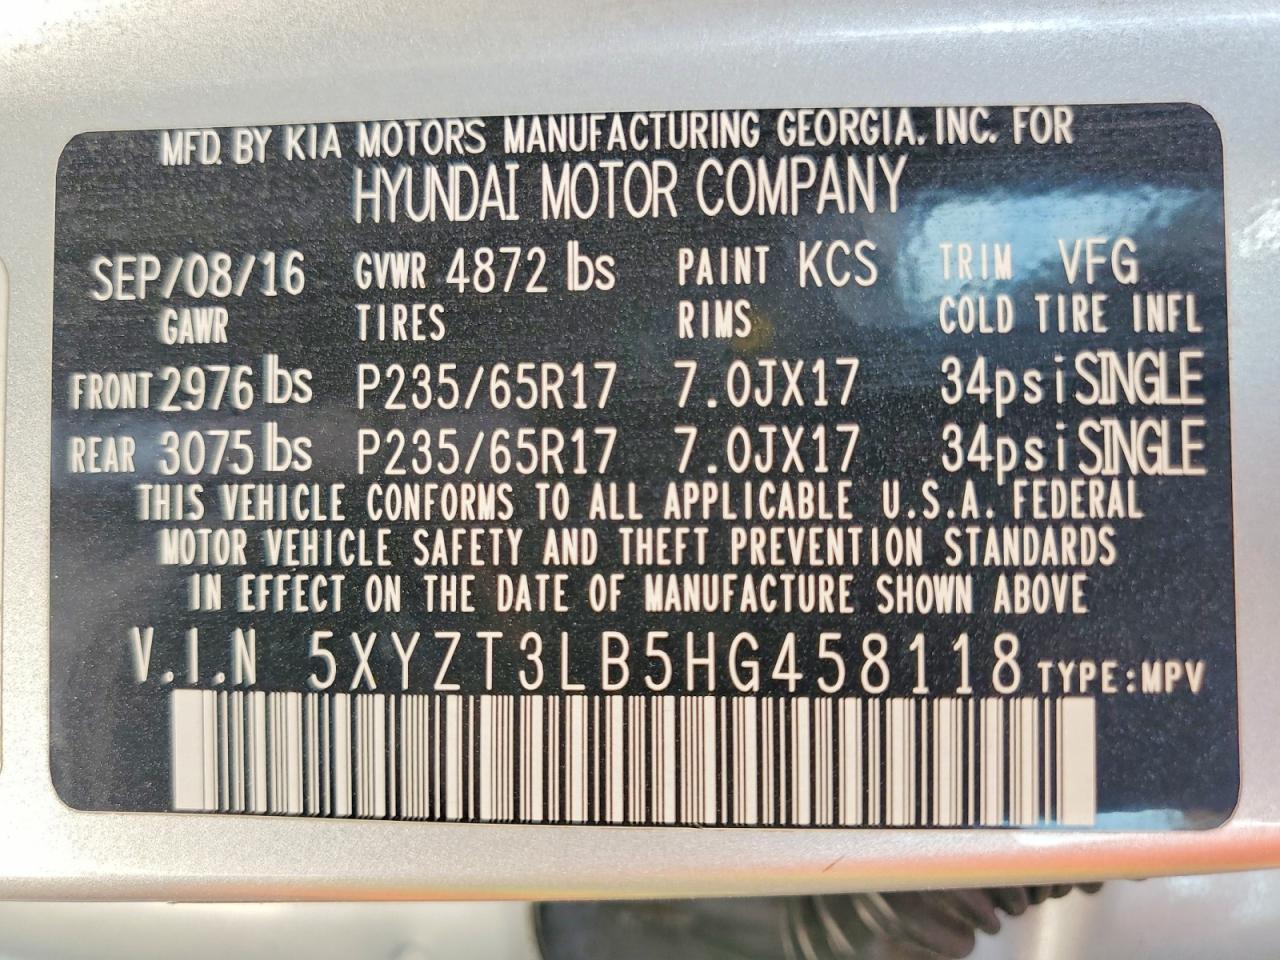 MFD. BY KIA MOTORS MANUFACTURING GEORGIA, INC. FOR
HYUNDAI MOTOR COMPANY
SEP/08/16 GVWR 4872 lbs PAINT KCS TRIM VFG
GAWR TIRES RIMS COLD TIRE INFL
FRONT 2976 lbs P235/65R17 7.0JX17 34psi SINGLE
REAR 3075 lbs P235/65R17 7.0JX17 34psi SINGLE
THIS VEHICLE CONFORMS TO ALL APPLICABLE U.S.A. FEDERAL
MOTOR VEHICLE SAFETY AND THEFT PREVENTION STANDARDS
IN EFFECT ON THE DATE OF MANUFACTURE SHOWN ABOVE
V.I.N 5XYZT3LB5HG458118 TYPE:MPV